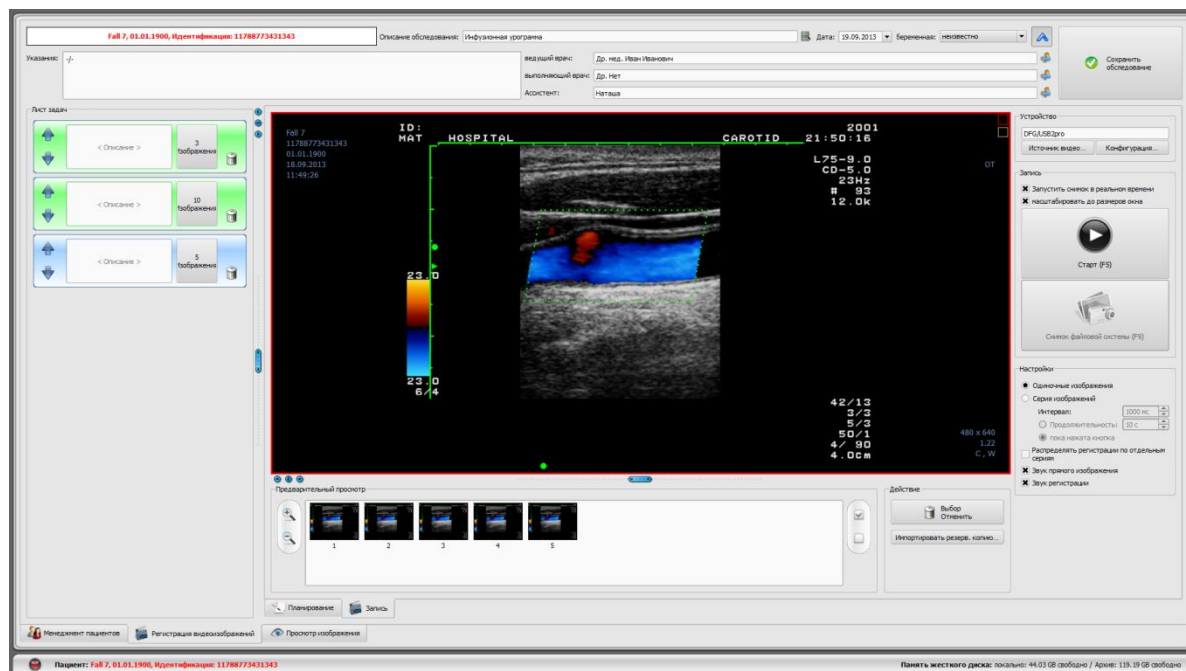 Fall 7, 01.01.1900, Идентификация: 11788773431343
Описание обследования: Инфузионная урограмма
Дата: 19.09.2013
беременная: неизвестно
Сохранить
обследование
Указания: -/-
ведущий врач: Др. мед. Иван Иванович
выполняющий врач: Др. Нет
Ассистент: Наташа
Лист задач
< Описание >
3
Изображения
< Описание >
10
Изображения
< Описание >
5
Изображения
Fall 7
11788773431343
01.01.1900
18.09.2013
11:49:26
ID:
MAT HOSPITAL CAROTID
2001
21:50:16
L75-9.0
CD-5.0
23Hz
# 93
12.0k
OT
23.0
23.0
6/4
42/13
3/3
5/3
50/1
4/ 90
4.0cm
480 x 640
1.22
C , W
Устройство
DFG/USB2pro
Источник видео...
Конфигурация...
Запись
Запустить снимок в реальном времени
масштабировать до размеров окна
Старт (F5)
Снимок файловой системы (F9)
Настройки
Одиночные изображения
Серия изображений
Интервал: 1000 мс
Продолжительность: 10 с
пока нажата кнопка
Распределять регистрации по отдельным
сериям
Звук прямого изображения
Звук регистрации
Предварительный просмотр
1
2
3
4
5
Действие
Выбор
Отменить
Импортировать резерв. копию...
Планирование
Запись
Менеджмент пациентов
Регистрация видеоизображений
Просмотр изображения
Пациент: Fall 7, 01.01.1900, Идентификация: 11788773431343
Память жесткого диска: локально: 44.03 GB свободно / Архив: 119.19 GB свободно